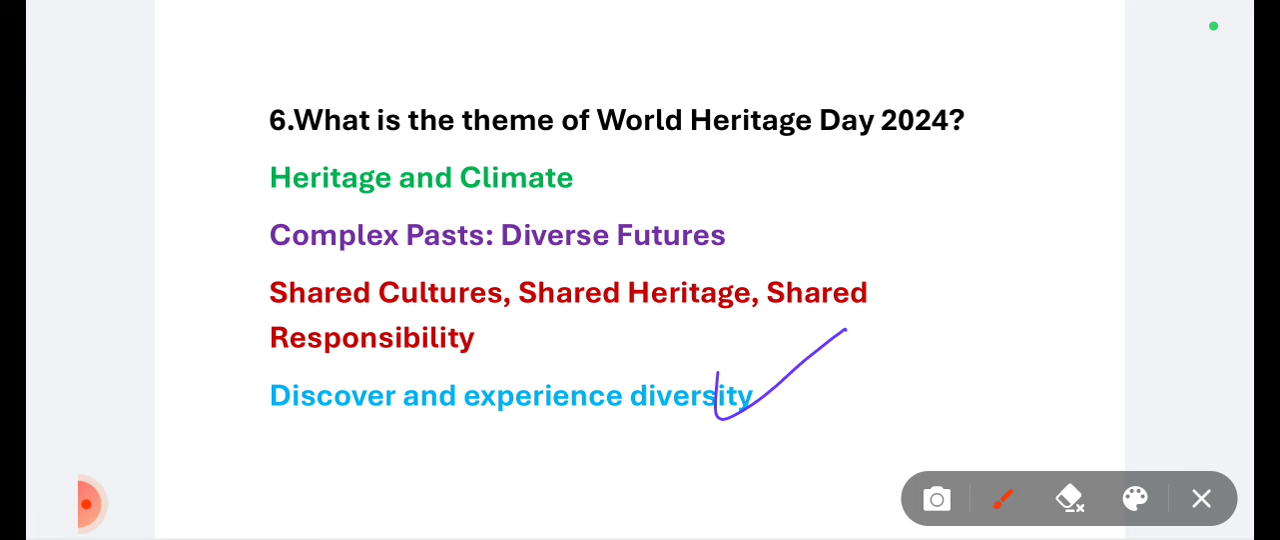 6.What is the theme of World Heritage Day 2024?
Heritage and Climate
Complex Pasts: Diverse Futures
Shared Cultures, Shared Heritage, Shared
Responsibility
Discover and experience diversity